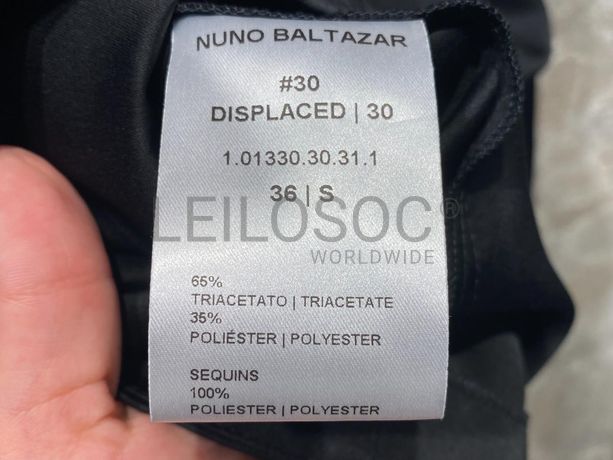 NUNO BALTAZAR
#30
DISPLACED | 30
1.01330.30.31.1
36 | S
LEILOSOC®
WORLDWIDE
65%
TRIACETATO | TRIACETATE
35%
POLIÉSTER | POLYESTER
SEQUINS
100%
POLIESTER | POLYESTER